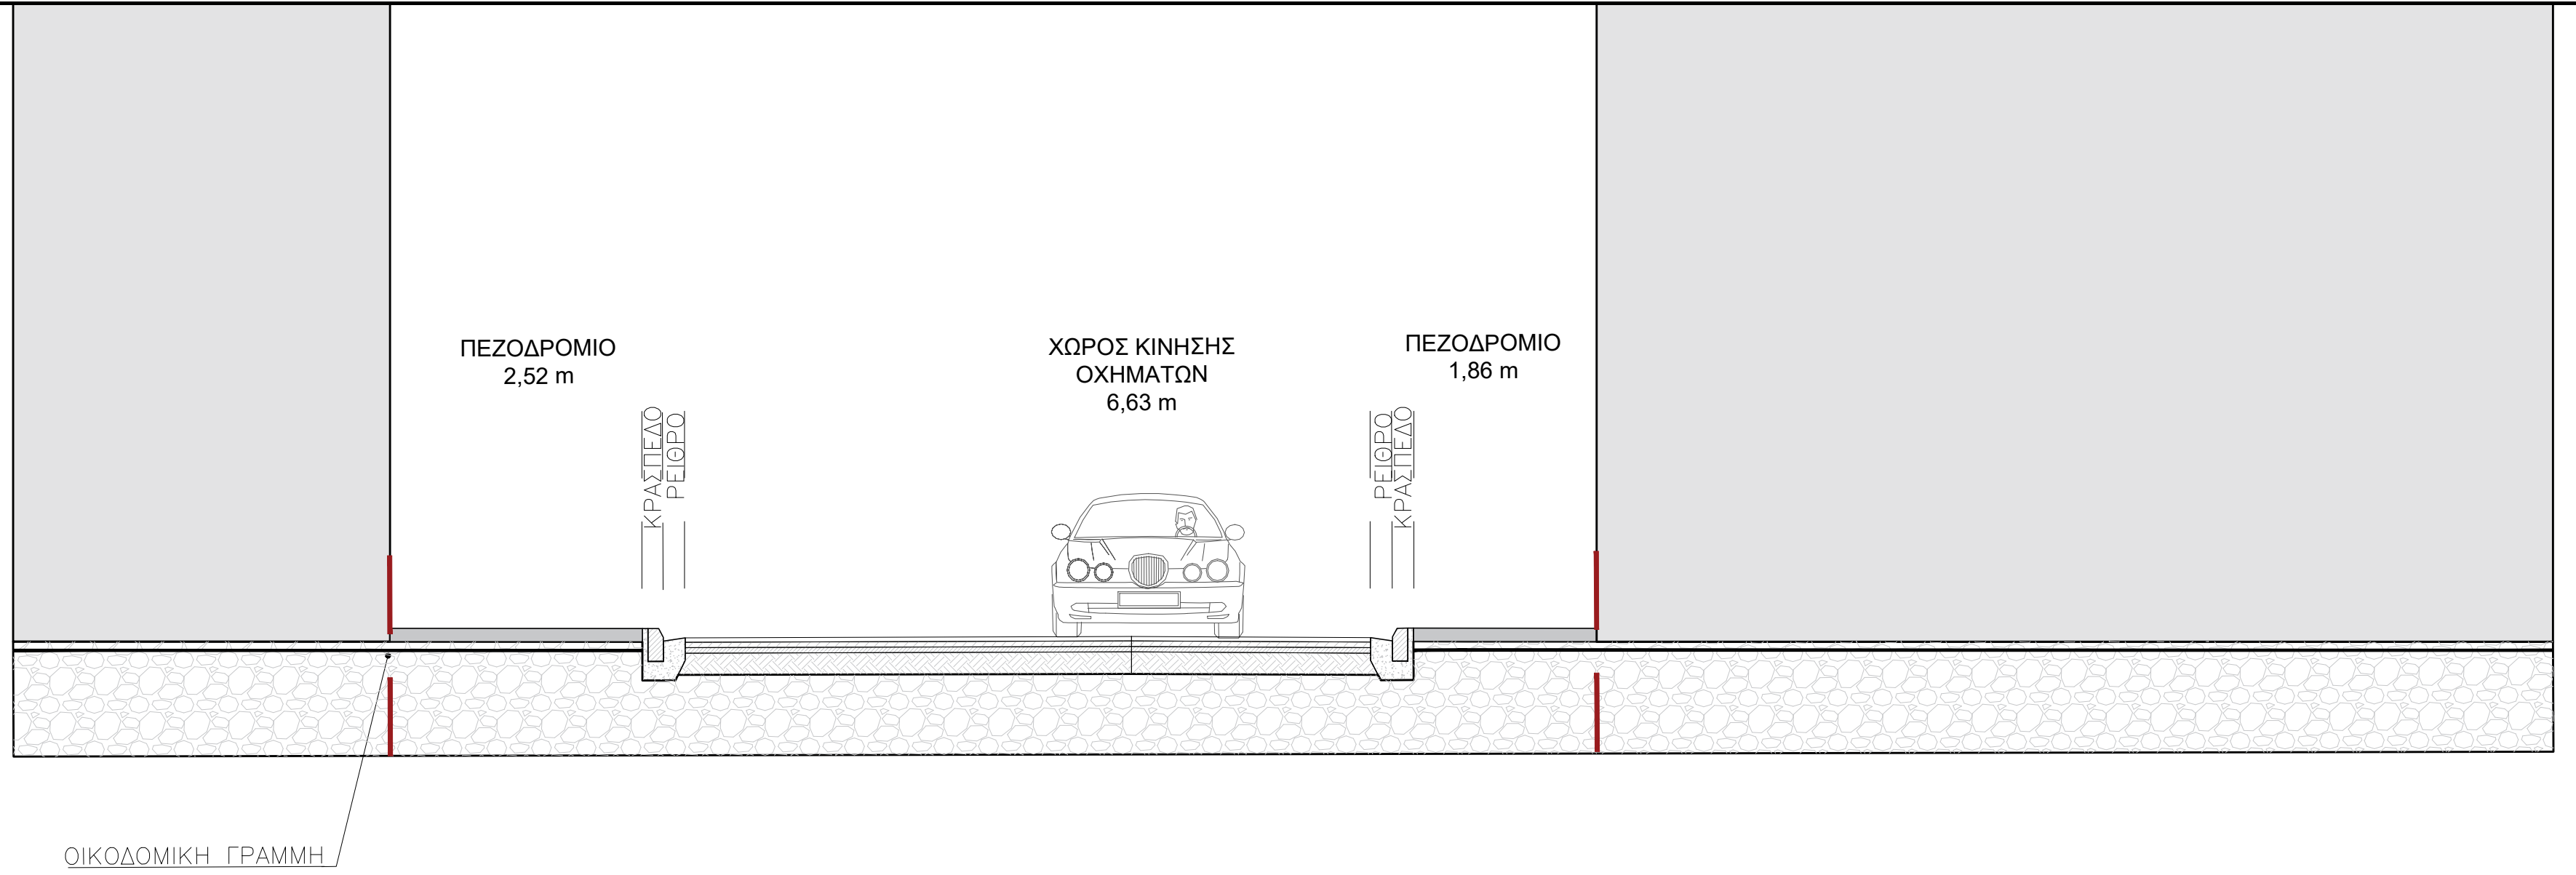 ΠΕΖΟΔΡΟΜΙΟ
2,52 m
ΧΩΡΟΣ ΚΙΝΗΣΗΣ
ΟΧΗΜΑΤΩΝ
6,63 m
ΠΕΖΟΔΡΟΜΙΟ
1,86 m
ΚΡΑΣΠΕΔΟ
ΡΕΙΘΡΟ
ΡΕΙΘΡΟ
ΚΡΑΣΠΕΔΟ
ΟΙΚΟΔΟΜΙΚΗ ΓΡΑΜΜΗ